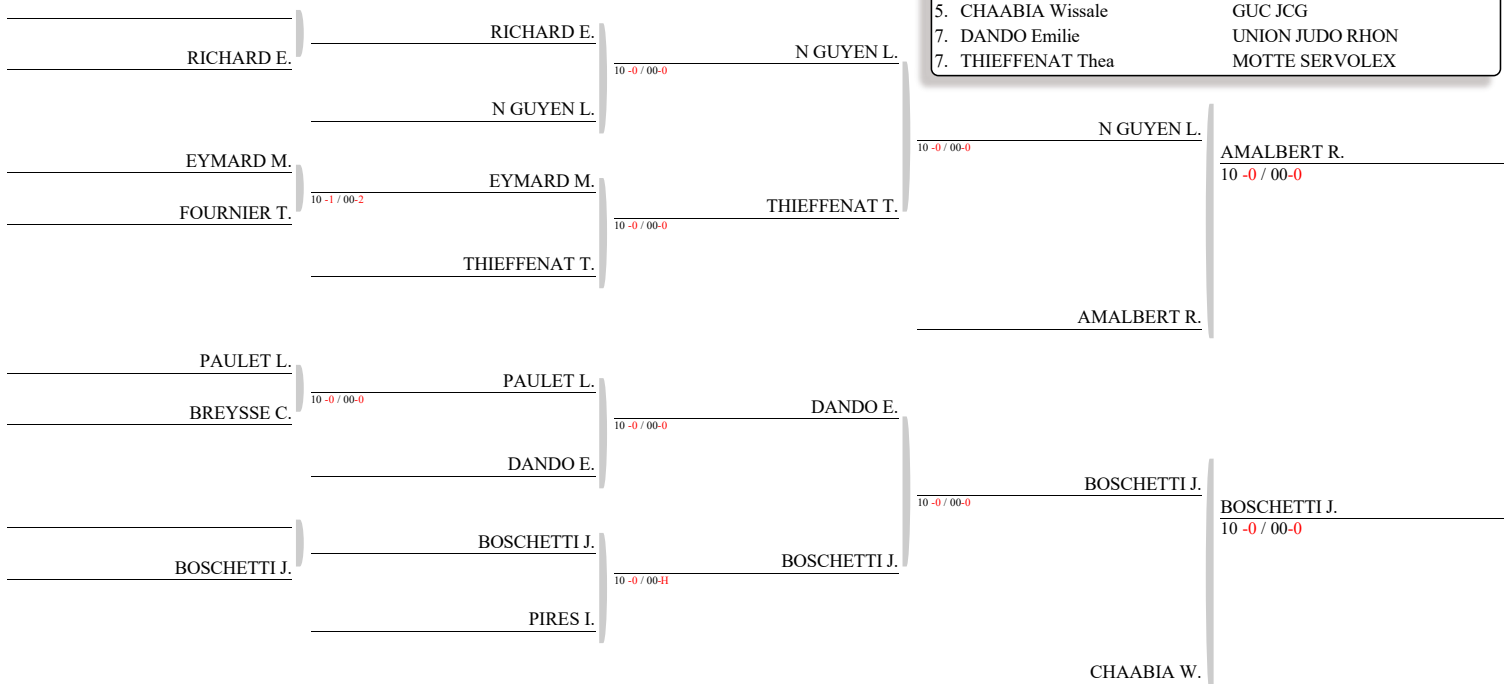 5. CHAABIA Wissale GUC JCG
7. DANDO Emilie UNION JUDO RHON
7. THIEFFENAT Thea MOTTE SERVOLEX
RICHARD E.
EYMARD M.
FOURNIER T.
PAULET L.
BREYSSE C.
BOSCHETTI J.
RICHARD E.
N GUYEN L.
EYMARD M.
10 -1 / 00-2
THIEFFENAT T.
PAULET L.
10 -0 / 00-0
DANDO E.
BOSCHETTI J.
PIRES I.
N GUYEN L.
10 -0 / 00-0
THIEFFENAT T.
10 -0 / 00-0
DANDO E.
10 -0 / 00-0
BOSCHETTI J.
10 -0 / 00-H
N GUYEN L.
10 -0 / 00-0
AMALBERT R.
BOSCHETTI J.
10 -0 / 00-0
CHAABIA W.
AMALBERT R.
10 -0 / 00-0
BOSCHETTI J.
10 -0 / 00-0